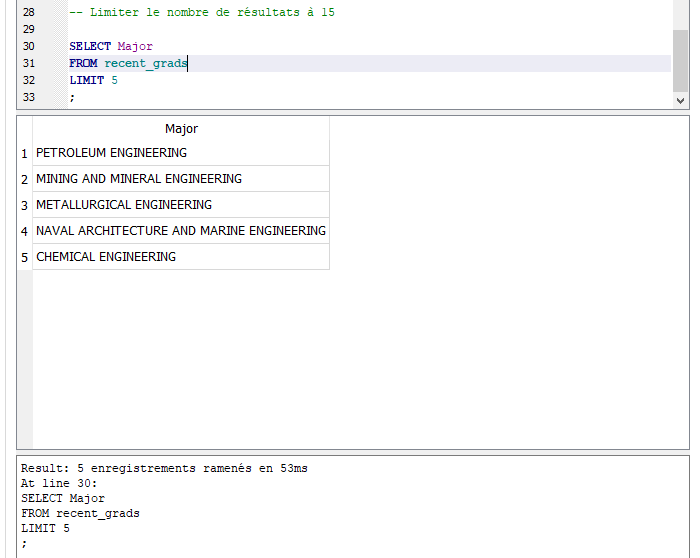 28 -- Limiter le nombre de résultats à 15
29
30 SELECT Major
31 FROM recent_grads
32 LIMIT 5
33 ;
Major
1 PETROLEUM ENGINEERING
2 MINING AND MINERAL ENGINEERING
3 METALLURGICAL ENGINEERING
4 NAVAL ARCHITECTURE AND MARINE ENGINEERING
5 CHEMICAL ENGINEERING
Result: 5 enregistrements ramenés en 53ms
At line 30:
SELECT Major
FROM recent_grads
LIMIT 5
;